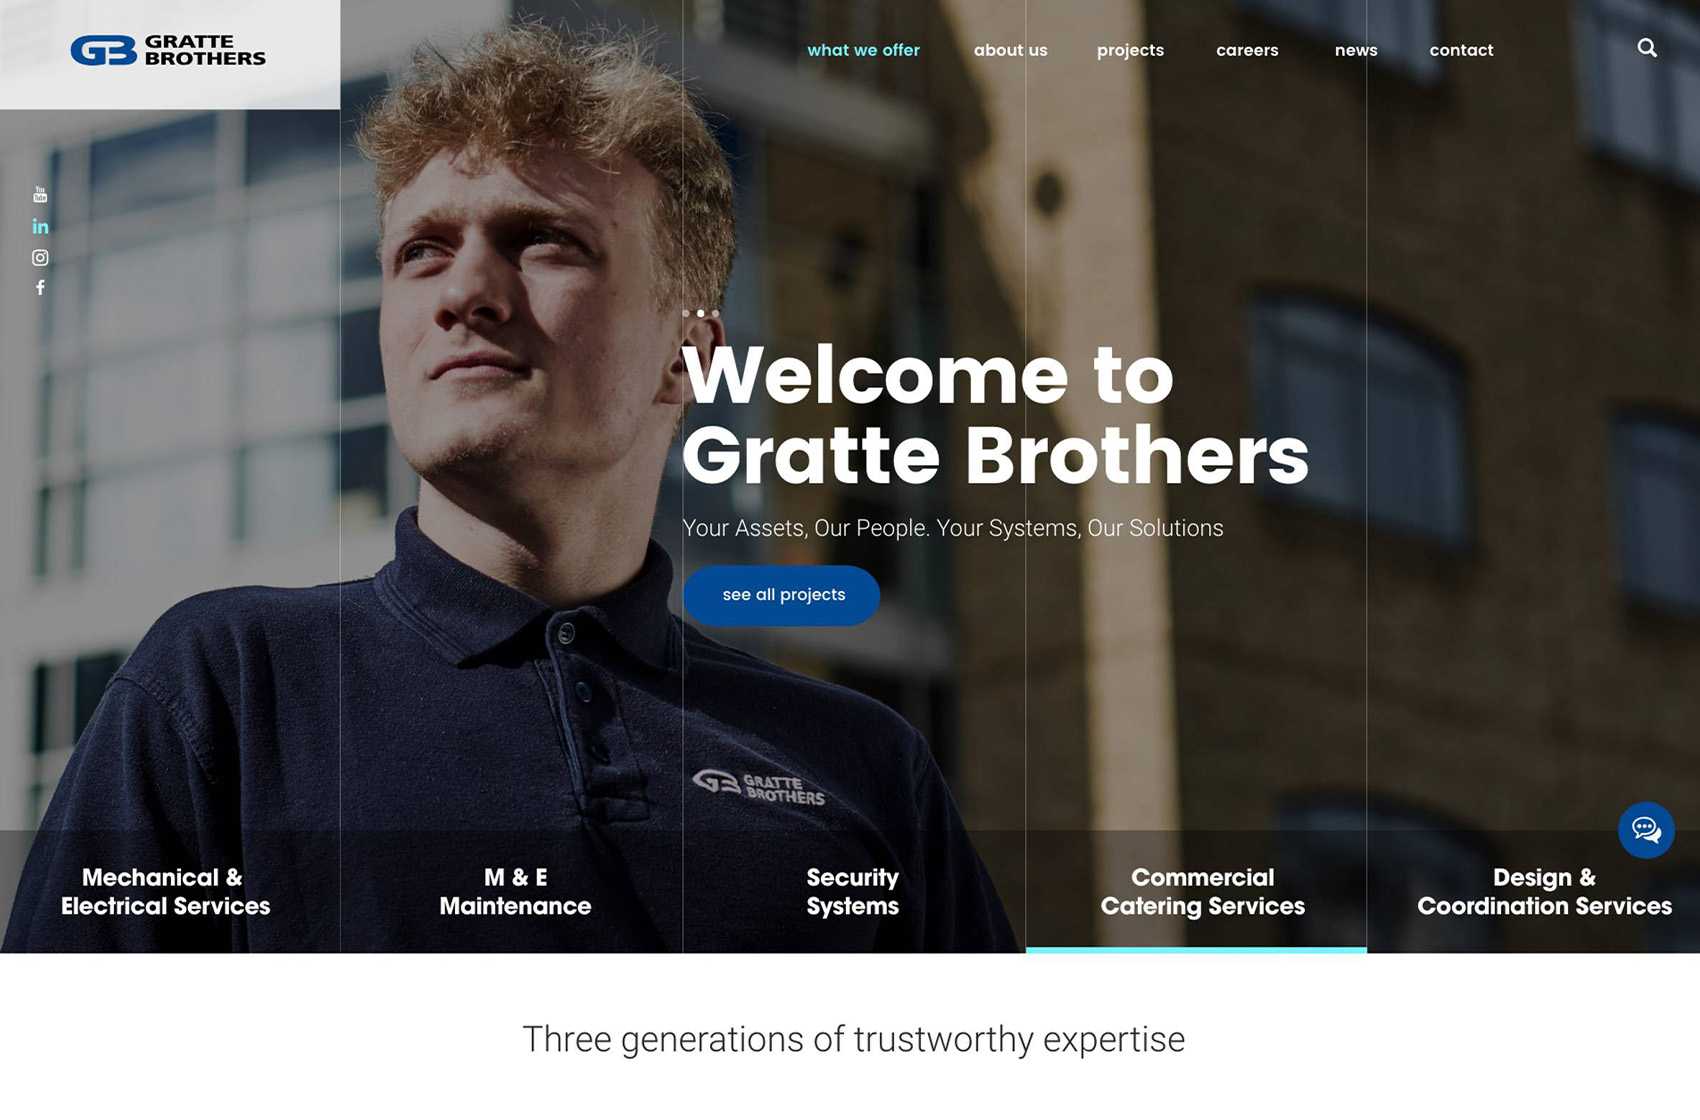 GB GRATTE
BROTHERS
what we offer
about us
projects
careers
news
contact
You
Tube
in
f
Welcome to
Gratte Brothers
Your Assets, Our People. Your Systems, Our Solutions
see all projects
GB GRATTE
BROTHERS
Mechanical &
Electrical Services
M & E
Maintenance
Security
Systems
Commercial
Catering Services
Design &
Coordination Services
Three generations of trustworthy expertise